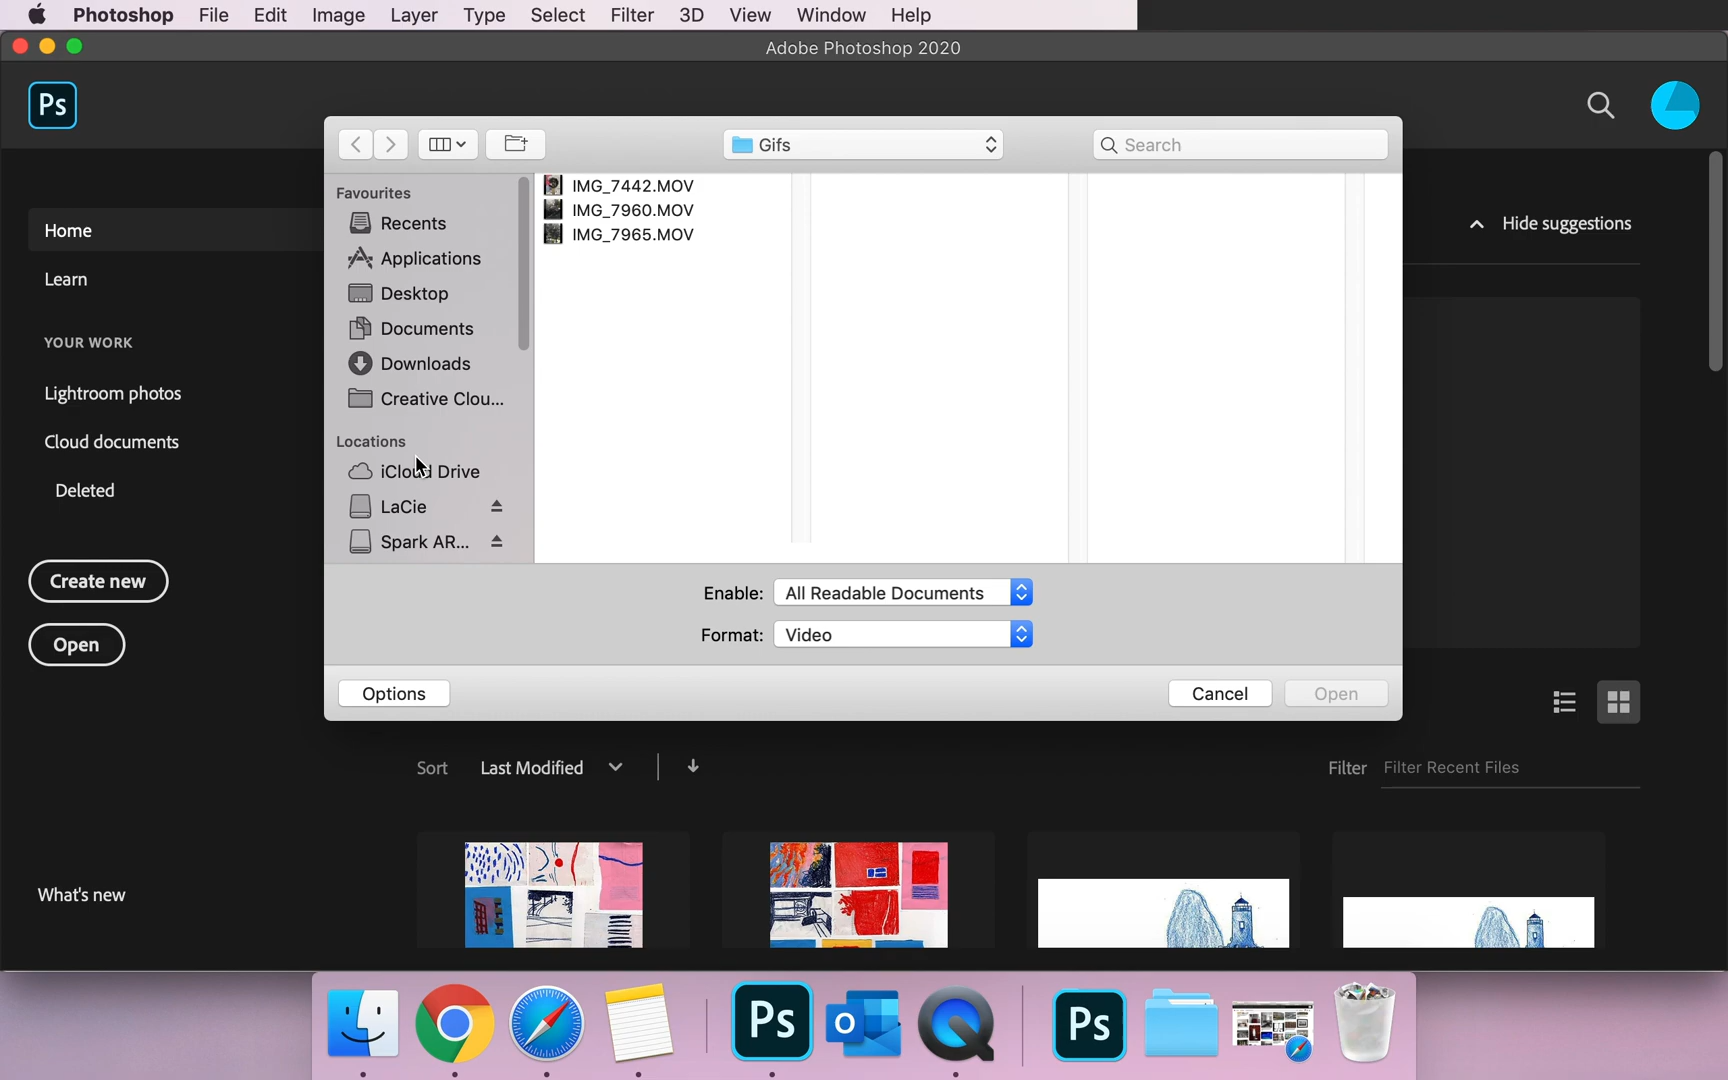 Photoshop File Edit Image Layer Type Select Filter 3D View Window Help
Adobe Photoshop 2020
Ps
Gifs
Search
Favourites
Recents
Applications
Desktop
Documents
Downloads
Creative Clou...
Locations
iCloud Drive
LaCie
Spark AR...
IMG_7442.MOV
IMG_7960.MOV
IMG_7965.MOV
Enable: All Readable Documents
Format: Video
Options
Cancel
Open
Home
Learn
YOUR WORK
Lightroom photos
Cloud documents
Deleted
Create new
Open
What's new
Hide suggestions
Sort Last Modified
Filter Filter Recent Files
Ps
O
Ps